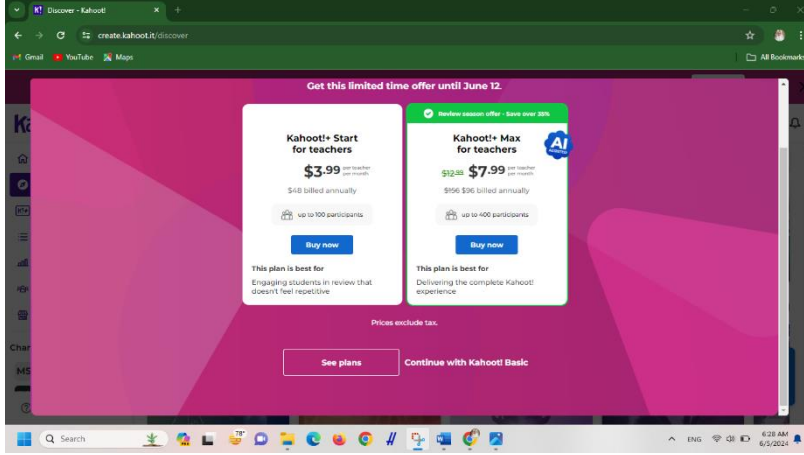 Discover - Kahoot!
create.kahoot.it/discover
Gmail
YouTube
Maps
All Bookmarks
Get this limited time offer until June 12.
Kahoot!+ Start
for teachers
$3.99 per teacher
per month
$48 billed annually
up to 100 participants
Buy now
This plan is best for
Engaging students in review that
doesn't feel repetitive
Review season offer - Save over 35%
Kahoot!+ Max
for teachers
AI
ASSISTED
$12.99 $7.99 per teacher
per month
$156 $96 billed annually
up to 400 participants
Buy now
This plan is best for
Delivering the complete Kahoot!
experience
Prices exclude tax.
See plans
Continue with Kahoot! Basic
Char
MS
Search
78°
ENG
6:28 AM
6/5/2024